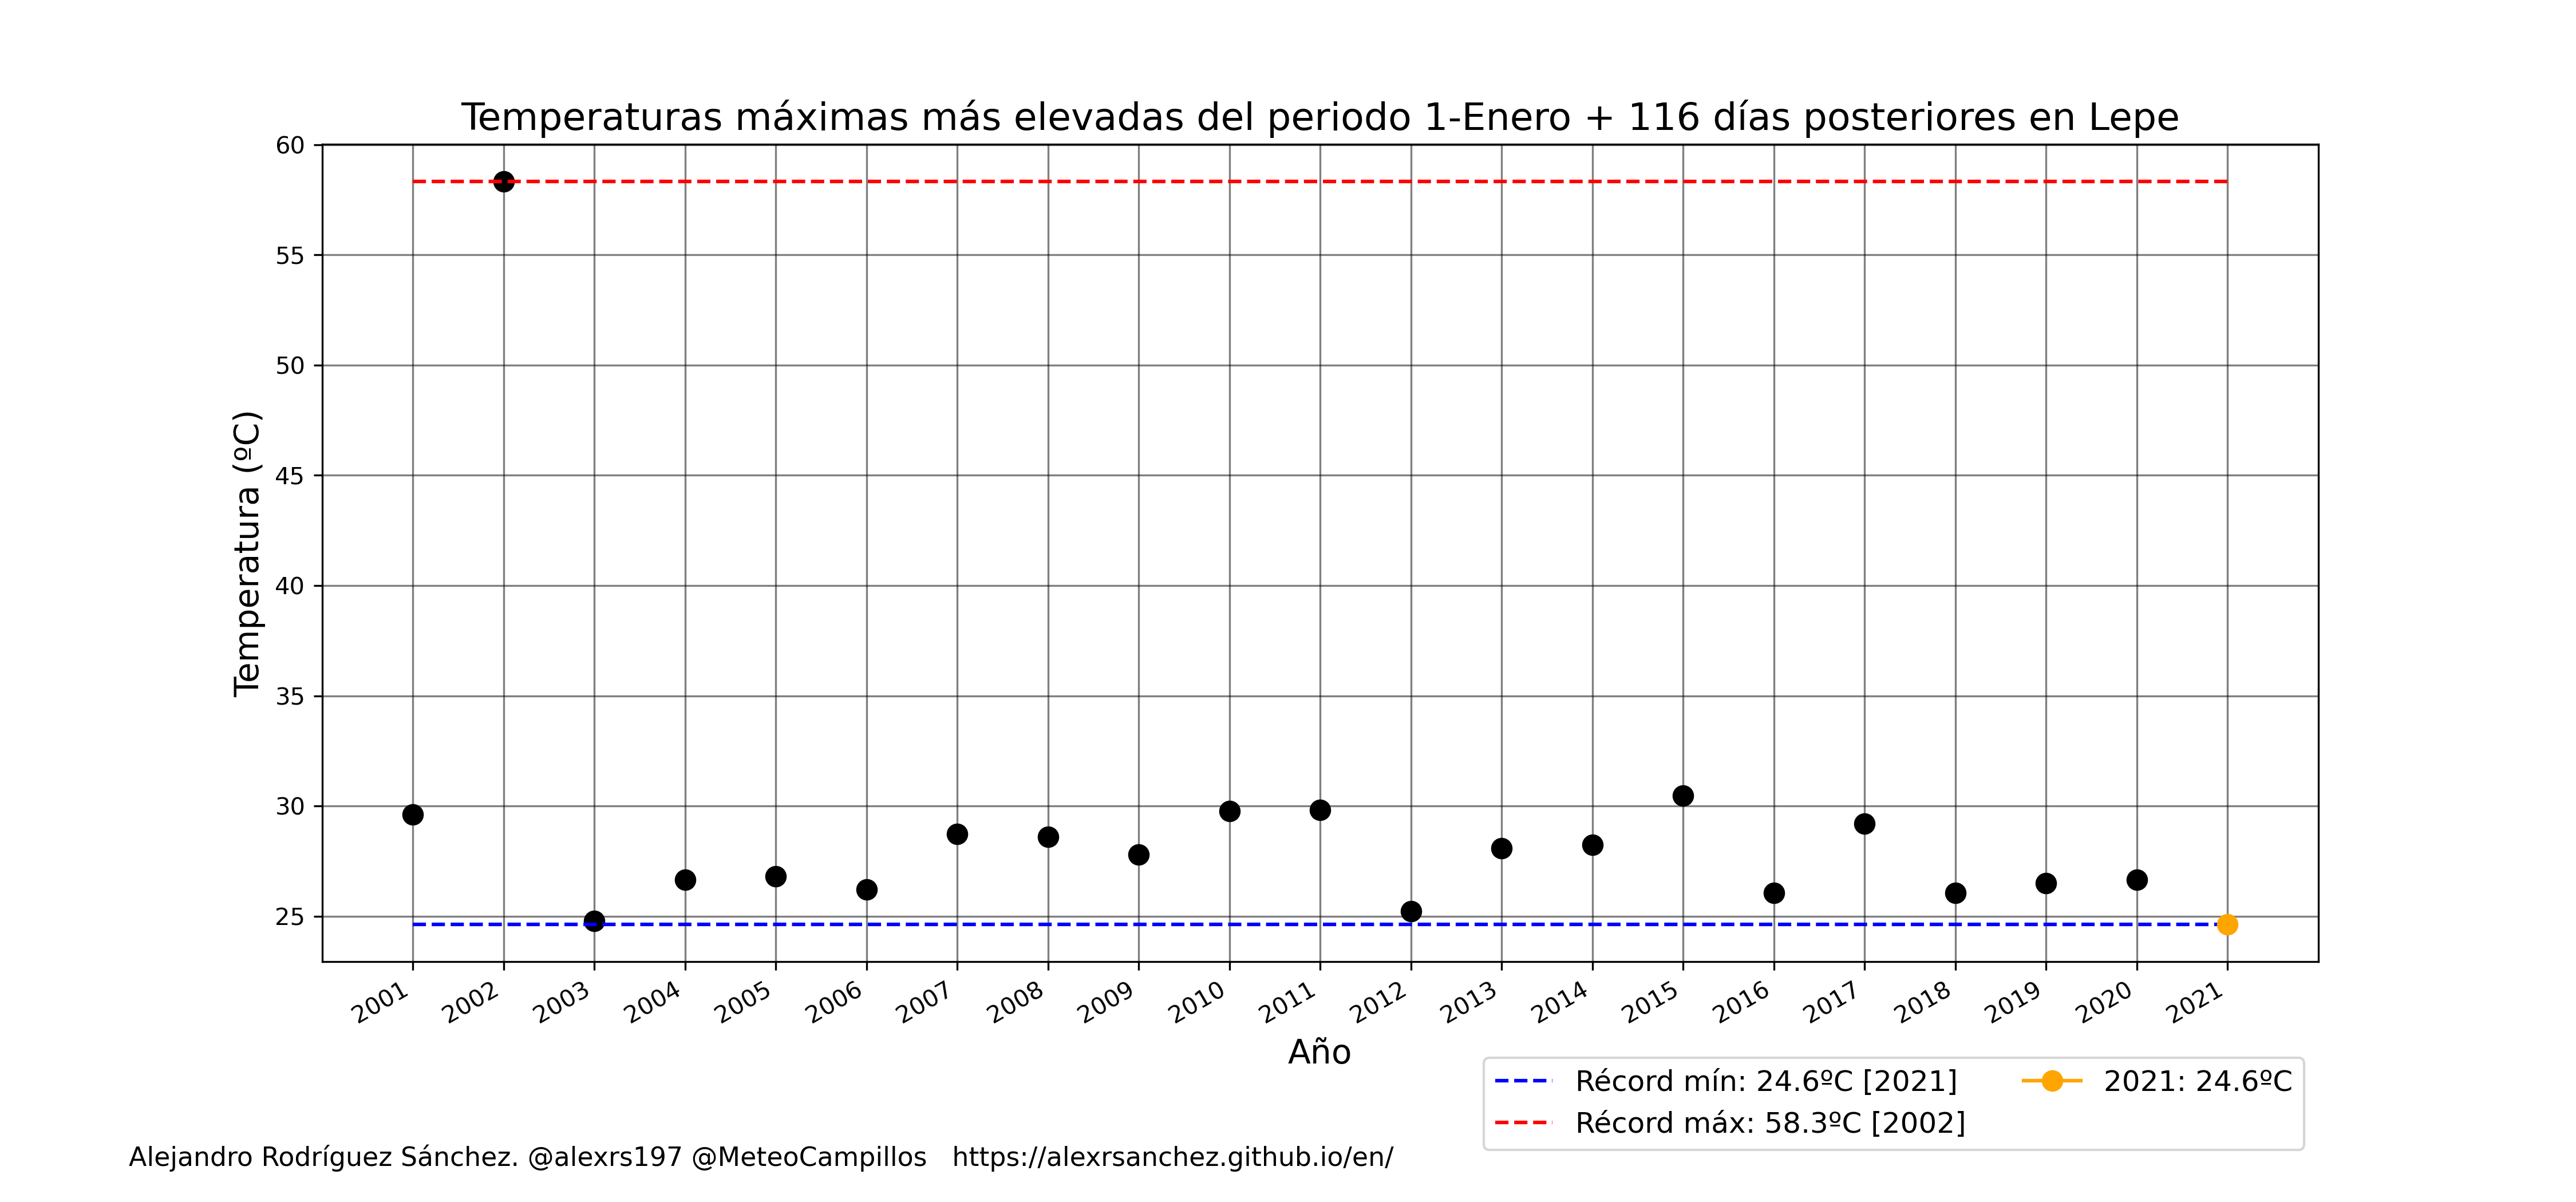 Temperaturas máximas más elevadas del periodo 1-Enero + 116 días posteriores en Lepe
60
55
50
45
40
35
30
25
Temperatura (ºC)
2001 2002 2003 2004 2005 2006 2007 2008 2009 2010 2011 2012 2013 2014 2015 2016 2017 2018 2019 2020 2021
Año
Récord mín: 24.6ºC [2021]
Récord máx: 58.3ºC [2002]
2021: 24.6ºC
Alejandro Rodríguez Sánchez. @alexrs197 @MeteoCampillos https://alexrsanchez.github.io/en/